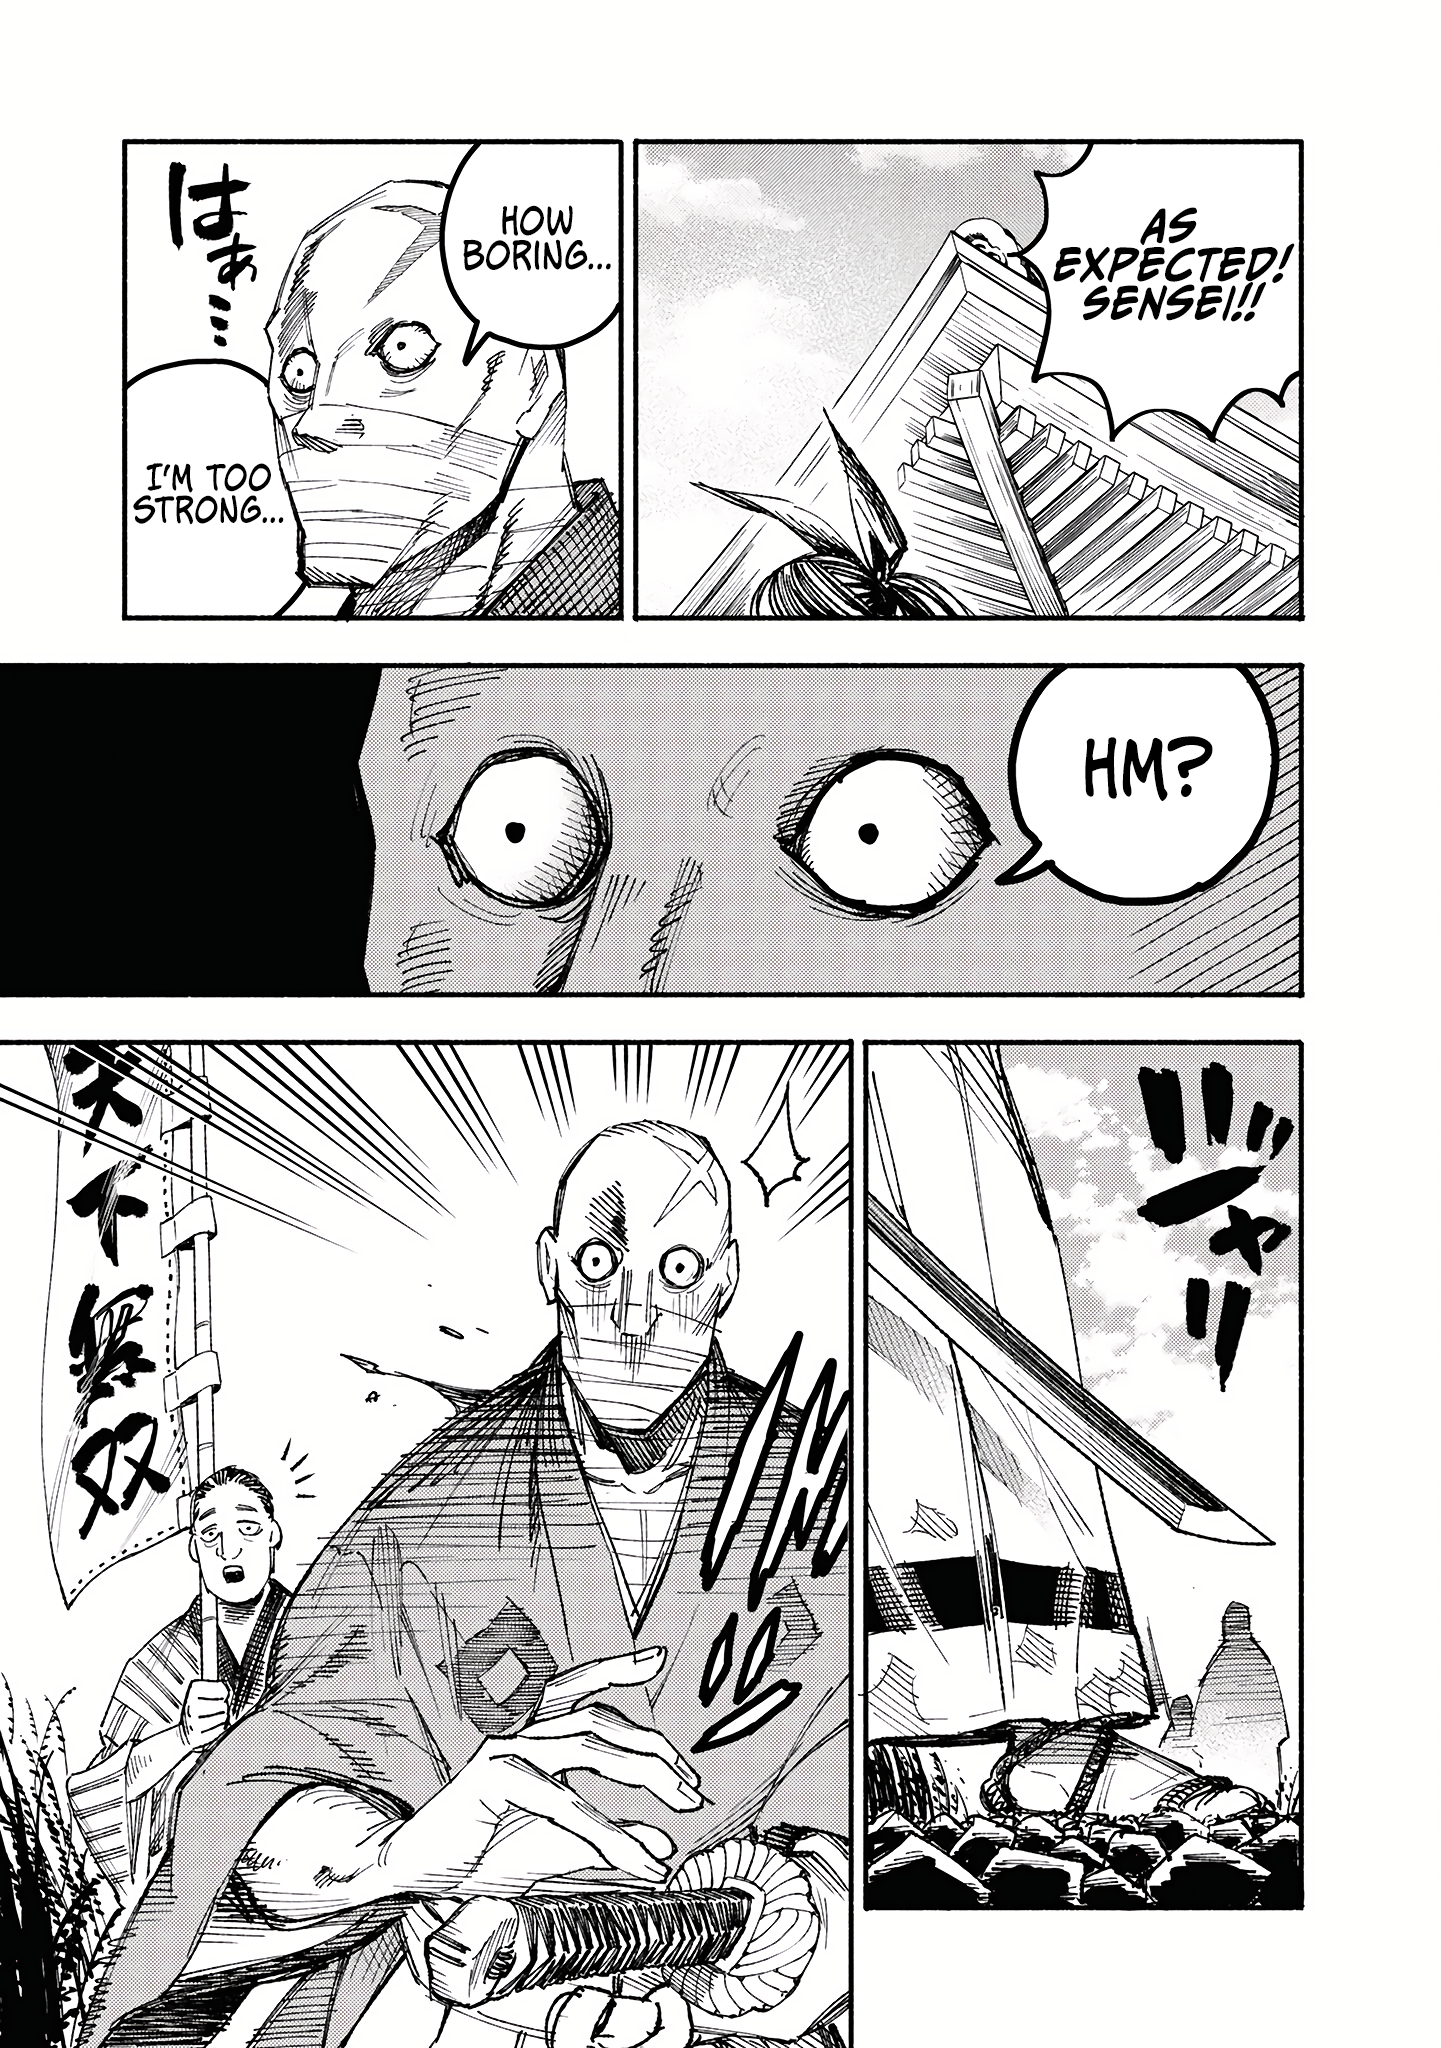 AS
EXPECTED!
SENSEI!!
HOW
BORING...
はぁ…
I'M TOO
STRONG...
HM?
ジャリ
天下無双